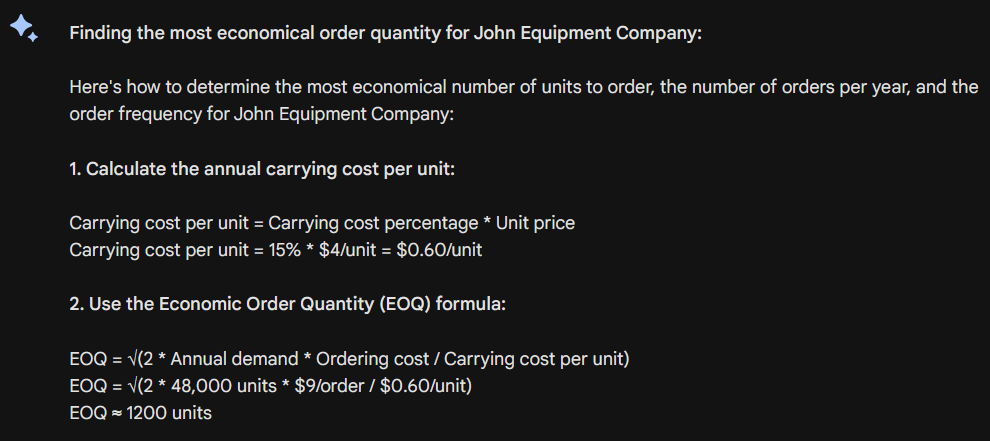 Finding the most economical order quantity for John Equipment Company:
Here's how to determine the most economical number of units to order, the number of orders per year, and the
order frequency for John Equipment Company:
1. Calculate the annual carrying cost per unit:
Carrying cost per unit = Carrying cost percentage * Unit price
Carrying cost per unit = 15% * $4/unit = $0.60/unit
2. Use the Economic Order Quantity (EOQ) formula:
EOQ = √(2 * Annual demand * Ordering cost / Carrying cost per unit)
EOQ = √(2 * 48,000 units * $9/order / $0.60/unit)
EOQ ≈ 1200 units